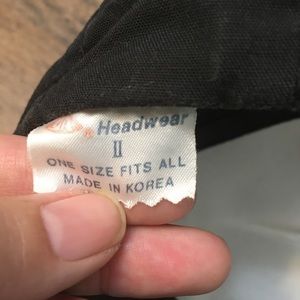 Headwear
II
ONE SIZE FITS ALL
MADE IN KOREA